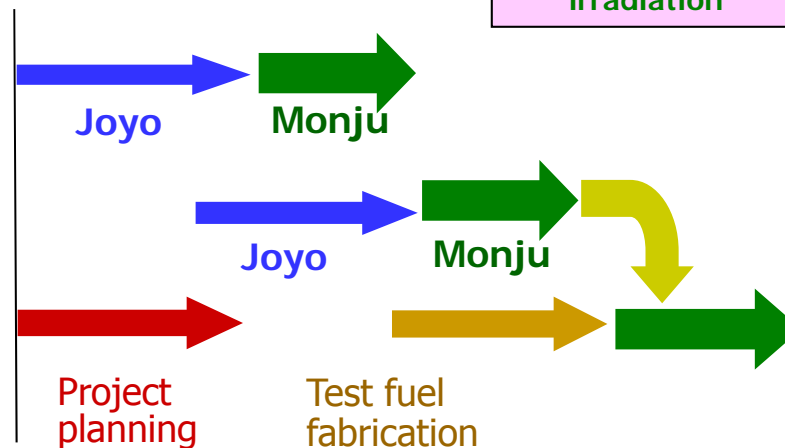 irradiation
Joyo
Monju
Joyo
Monju
Project
planning
Test fuel
fabrication